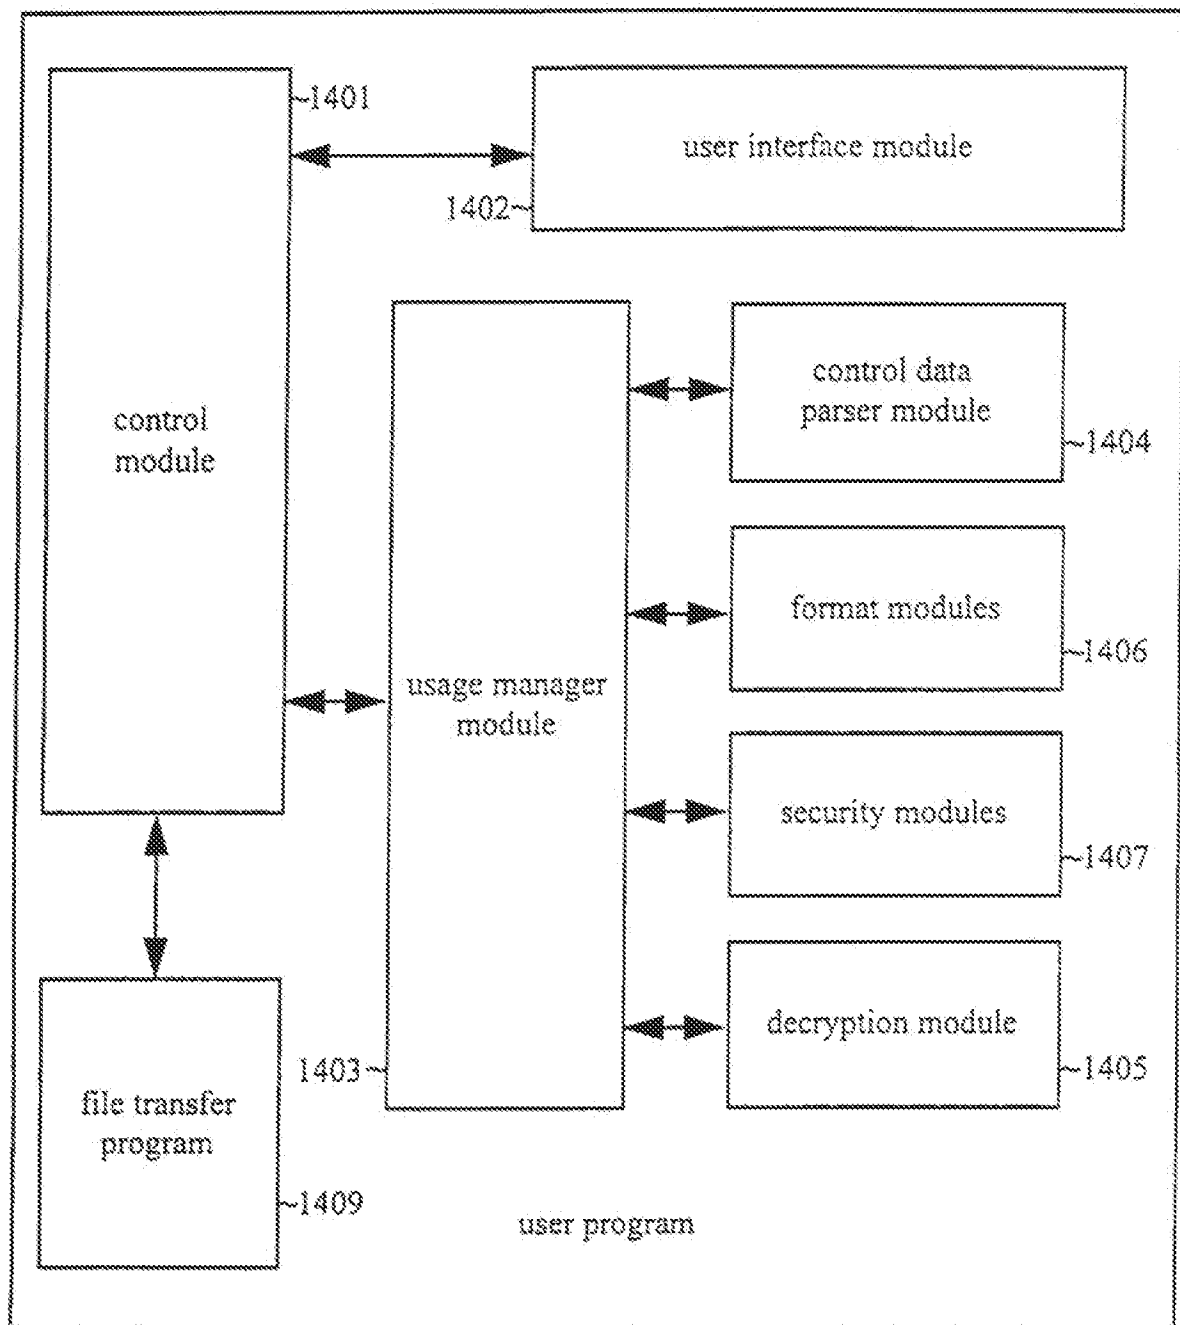 1401
user interface module
1402
control
module
control data
parser module
1404
format modules
1406
usage manager
module
security modules
1407
decryption module
1403
1405
file transfer
program
1409
user program